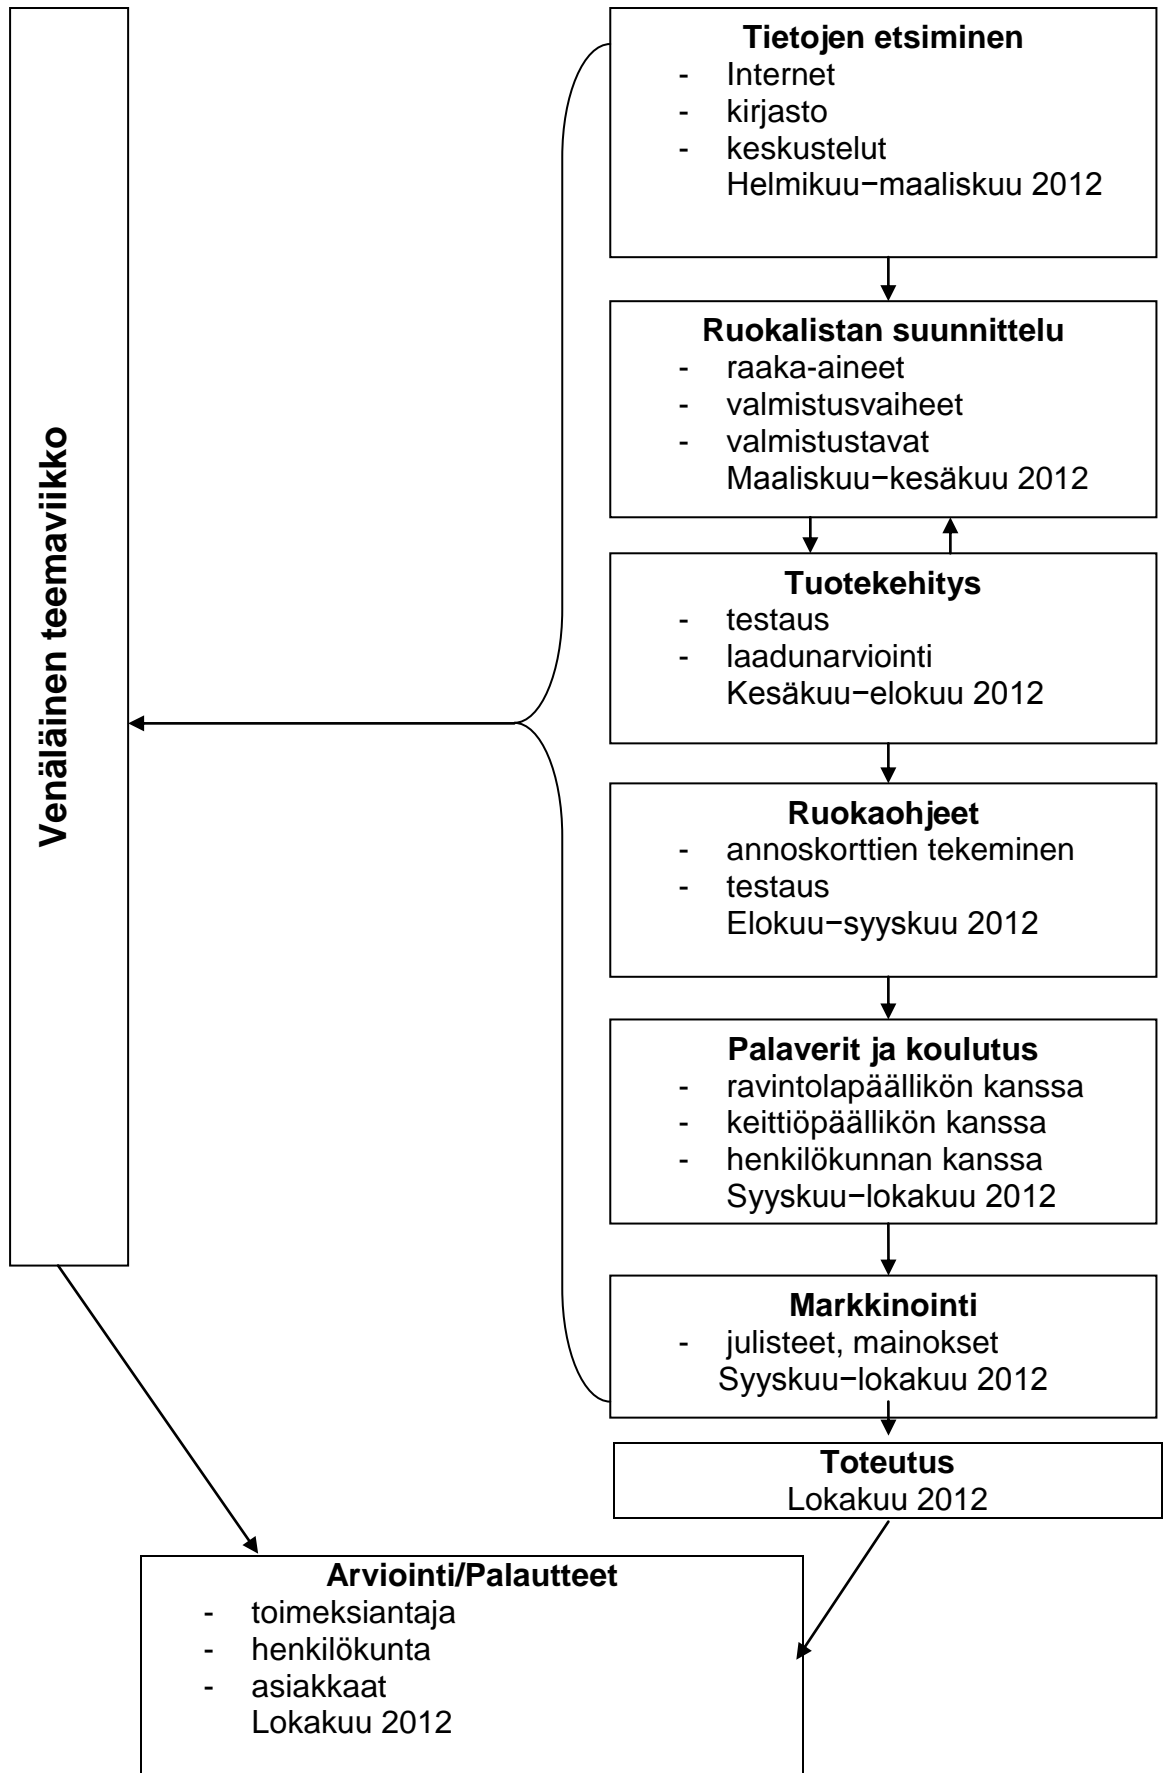 Venäläinen teemaviikko
Tietojen etsiminen
- Internet
- kirjasto
- keskustelut
Helmikuu−maaliskuu 2012
Ruokalistan suunnittelu
- raaka-aineet
- valmistusvaiheet
- valmistustavat
Maaliskuu−kesäkuu 2012
Tuotekehitys
- testaus
- laadunarviointi
Kesäkuu−elokuu 2012
Ruokaohjeet
- annoskorttien tekeminen
- testaus
Elokuu−syyskuu 2012
Palaverit ja koulutus
- ravintolapäällikön kanssa
- keittiöpäällikön kanssa
- henkilökunnan kanssa
Syyskuu−lokakuu 2012
Markkinointi
- julisteet, mainokset
Syyskuu−lokakuu 2012
Toteutus
Lokakuu 2012
Arviointi/Palautteet
- toimeksiantaja
- henkilökunta
- asiakkaat
Lokakuu 2012